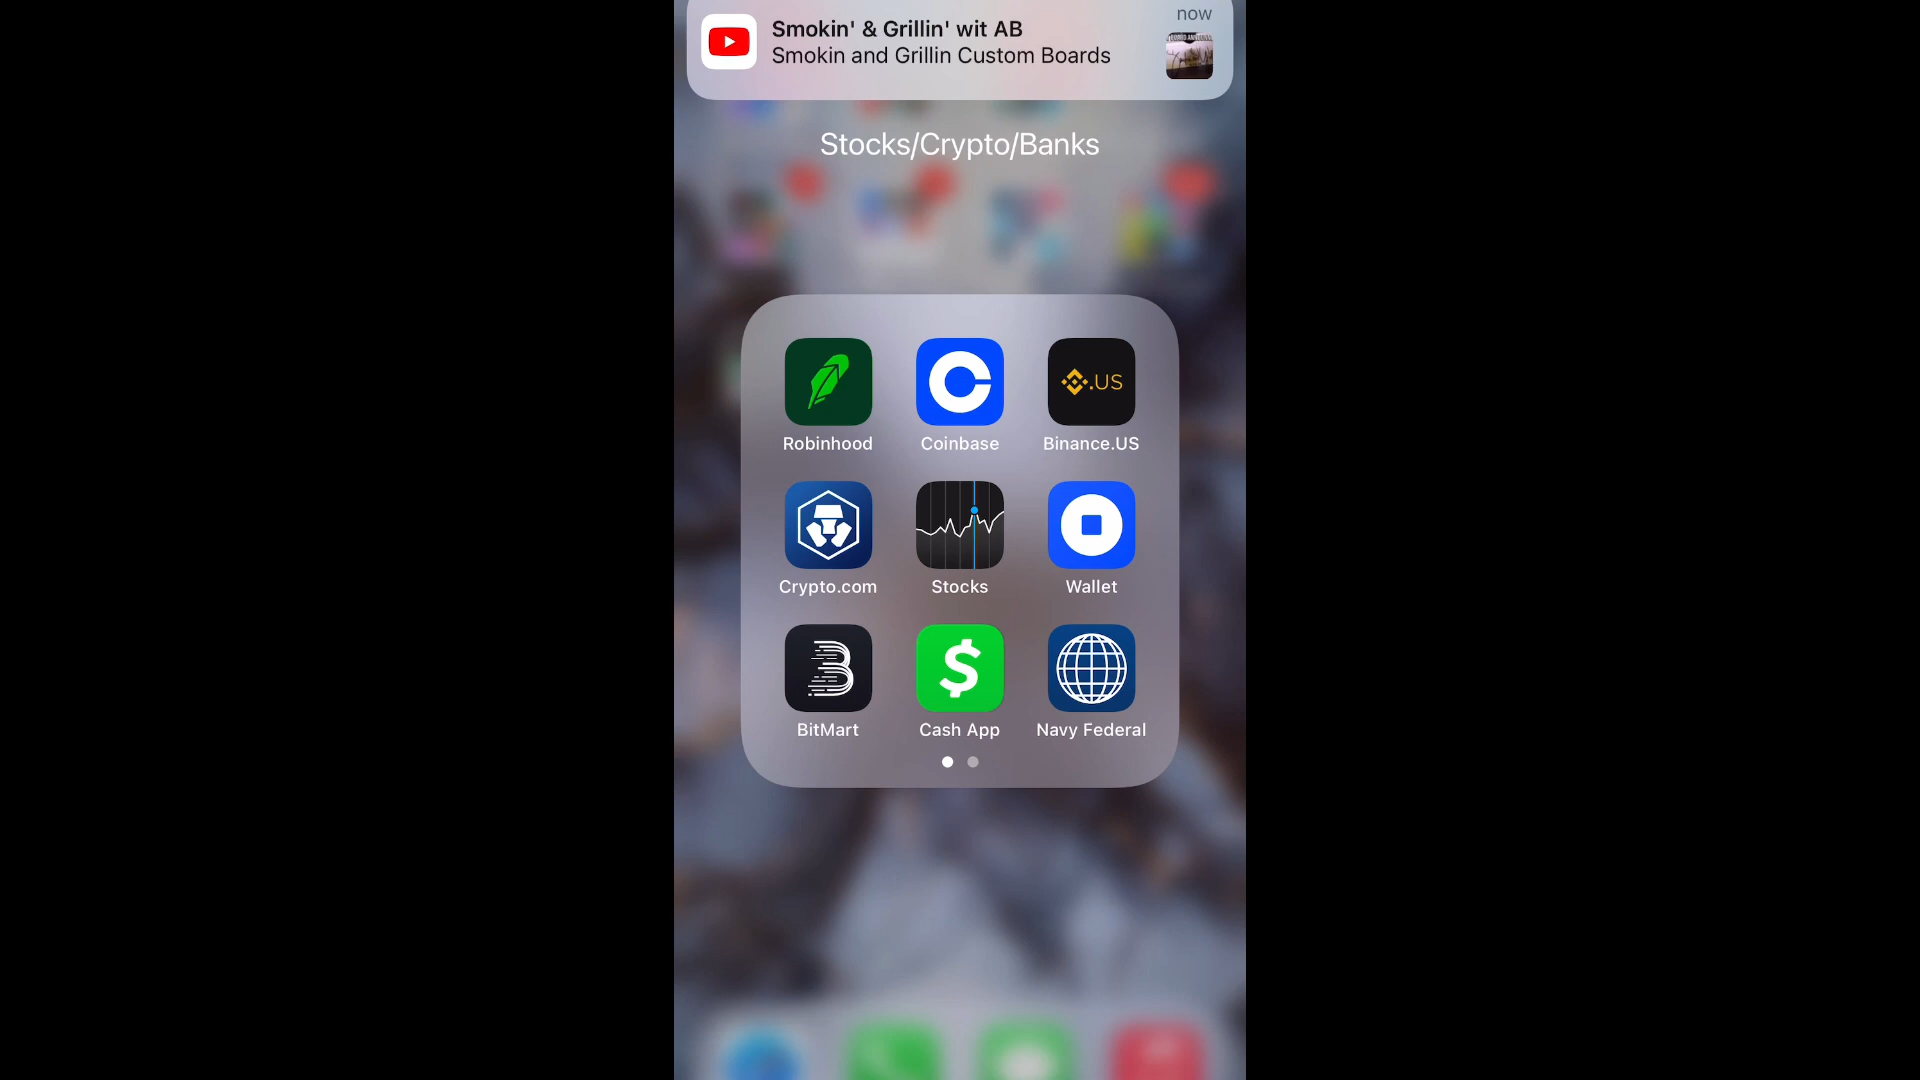 Smokin' & Grillin' wit AB
now
Smokin and Grillin Custom Boards
Stocks/Crypto/Banks
.US
Robinhood
Coinbase
Binance.US
Crypto.com
Stocks
Wallet
BitMart
Cash App
Navy Federal